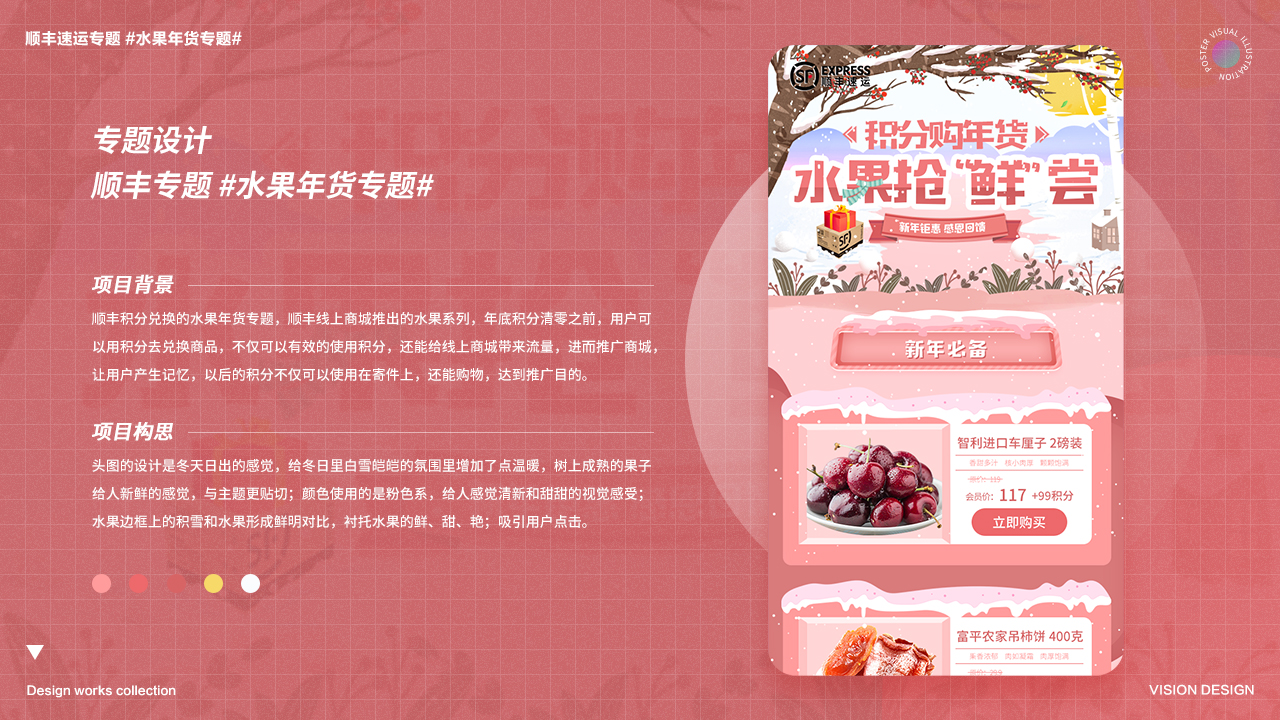 顺丰速运专题 #水果年货专题#
POSTER VISUAL ILLUSTRATION
专题设计
顺丰专题 #水果年货专题#
项目背景
顺丰积分兑换的水果年货专题，顺丰线上商城推出的水果系列，年底积分清零之前，用户可
以用积分去兑换商品，不仅可以有效的使用积分，还能给线上商城带来流量，进而推广商城，
让用户产生记忆，以后的积分不仅可以使用在寄件上，还能购物，达到推广目的。
项目构思
头图的设计是冬天日出的感觉，给冬日里白雪皑皑的氛围里增加了点温暖，树上成熟的果子
给人新鲜的感觉，与主题更贴切；颜色使用的是粉色系，给人感觉清新和甜甜的视觉感受；
水果边框上的积雪和水果形成鲜明对比，衬托水果的鲜、甜、艳；吸引用户点击。
SF EXPRESS
顺丰速运
积分购年货
水果抢“鲜”尝
SF
新年钜惠 感恩回馈
新年必备
智利进口车厘子 2磅装
香甜多汁 核小肉厚 颗颗饱满
原价：119
会员价：117 +99积分
立即购买
富平农家吊柿饼 400克
Design works collection
VISION DESIGN